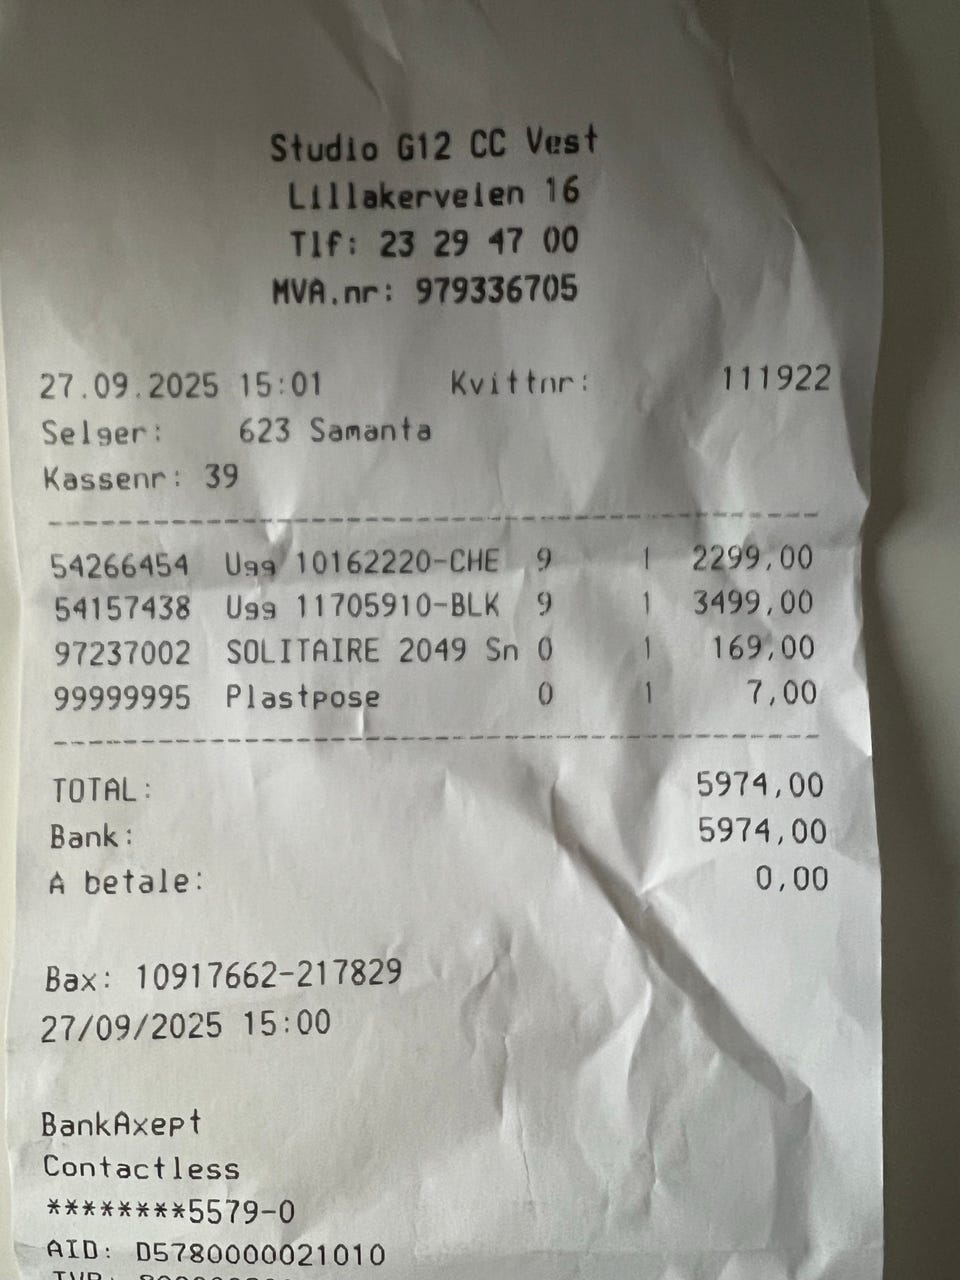 Studio G12 CC Vest
Lillakerveien 16
Tlf: 23 29 47 00
MVA.nr: 979336705
27.09.2025 15:01 Kvittnr: 111922
Selger: 623 Samanta
Kassenr: 39
54266454 Ugg 10162220-CHE 9 1 2299,00
54157438 Ugg 11705910-BLK 9 1 3499,00
97237002 SOLITAIRE 2049 Sn 0 1 169,00
99999995 Plastpose 0 1 7,00
TOTAL: 5974,00
Bank: 5974,00
A betale: 0,00
Bax: 10917662-217829
27/09/2025 15:00
BankAxept
Contactless
********5579-0
AID: D5780000021010
TVR: